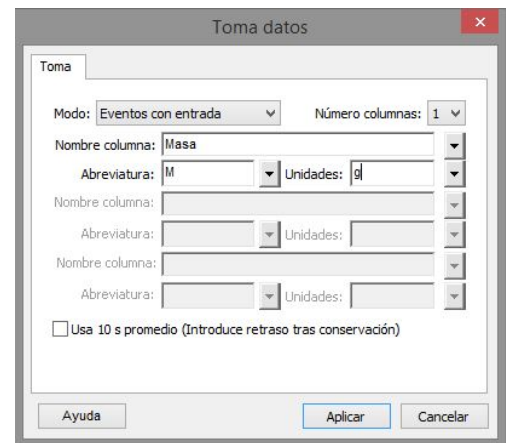 Toma datos
Toma
Modo: Eventos con entrada Número columnas: 1
Nombre columna: Masa
Abreviatura: M Unidades: g
Nombre columna:
Abreviatura: Unidades:
Nombre columna:
Abreviatura: Unidades:
Usa 10 s promedio (Introduce retraso tras conservación)
Ayuda Aplicar Cancelar